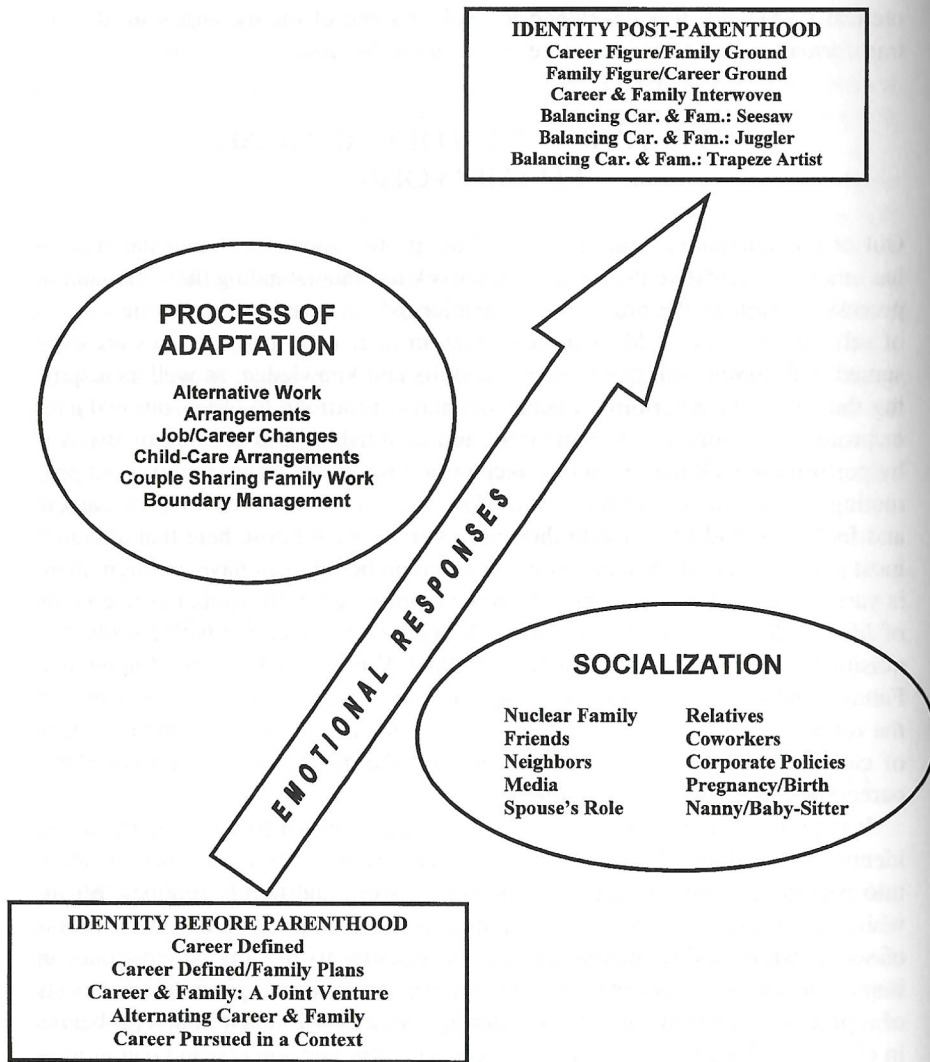 IDENTITY POST-PARENTHOOD
Career Figure/Family Ground
Family Figure/Career Ground
Career & Family Interwoven
Balancing Car. & Fam.: Seesaw
Balancing Car. & Fam.: Juggler
Balancing Car. & Fam.: Trapeze Artist
PROCESS OF
ADAPTATION
Alternative Work
Arrangements
Job/Career Changes
Child-Care Arrangements
Couple Sharing Family Work
Boundary Management
EMOTIONAL RESPONSES
SOCIALIZATION
Nuclear Family Relatives
Friends Coworkers
Neighbors Corporate Policies
Media Pregnancy/Birth
Spouse's Role Nanny/Baby-Sitter
IDENTITY BEFORE PARENTHOOD
Career Defined
Career Defined/Family Plans
Career & Family: A Joint Venture
Alternating Career & Family
Career Pursued in a Context